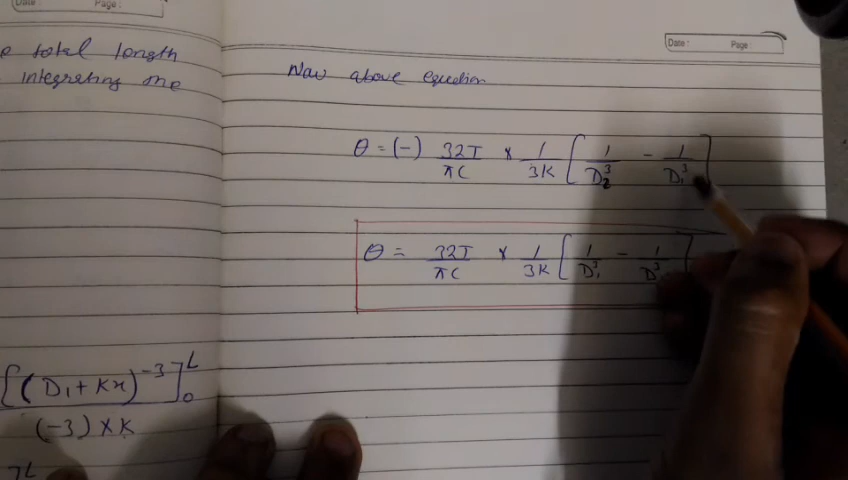 Date : Page :
e total length
integrating the
[(D₁ + Kx)⁻³]ᴸ₀
(-3) × K
]ᴸ
Date : Page :
Now above equation
θ = (-) 32T/πC × 1/3K [1/D₂³ - 1/D₁³]
θ = 32T/πC × 1/3K [1/D₁³ - 1/D₂³]